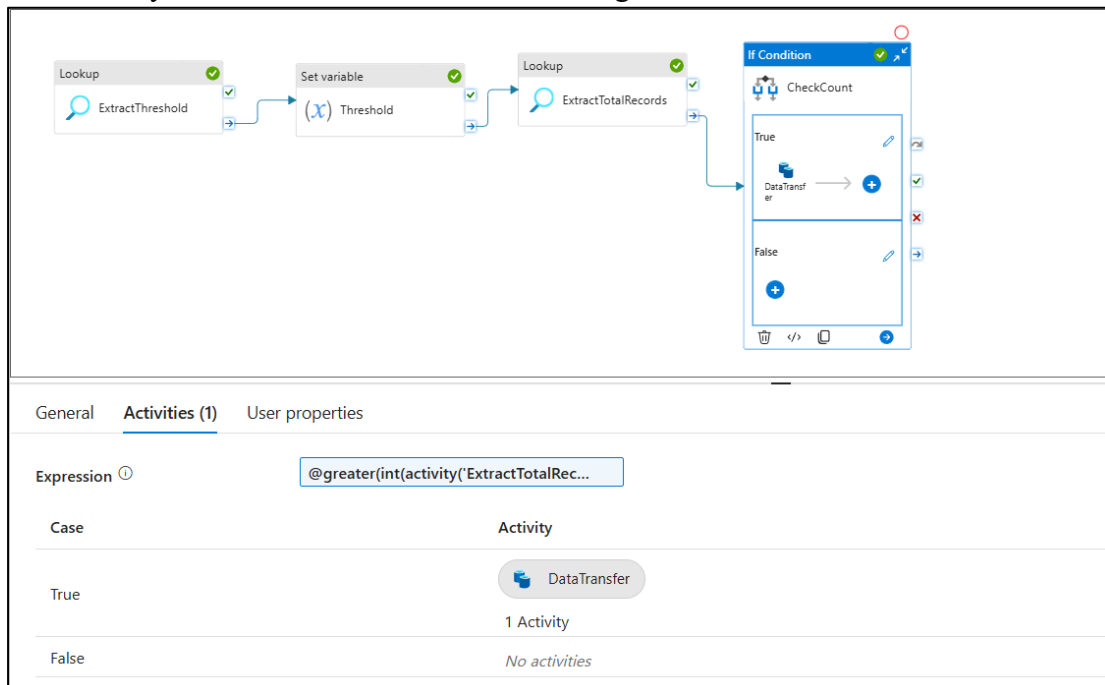 Lookup
ExtractThreshold
Set variable
(x) Threshold
Lookup
ExtractTotalRecords
If Condition
CheckCount
True
DataTransf
er
False
General Activities (1) User properties
Expression
@greater(int(activity('ExtractTotalRec...
Case Activity
True
DataTransfer
1 Activity
False
No activities